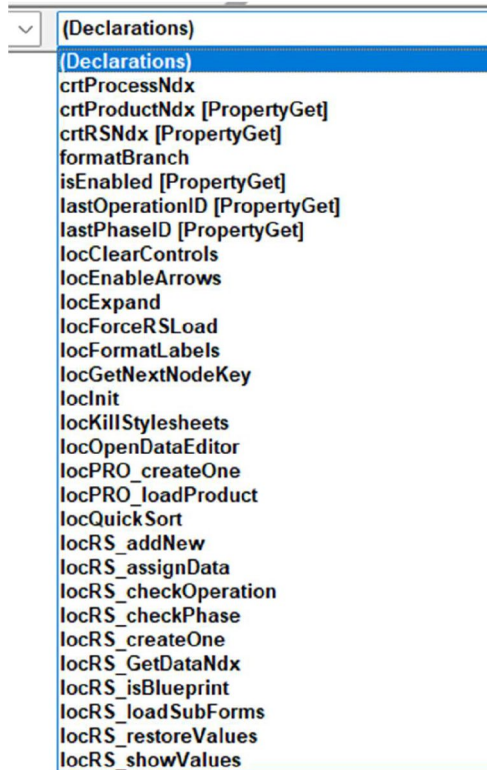 (Declarations)
(Declarations)
crtProcessNdx
crtProductNdx [PropertyGet]
crtRSNdx [PropertyGet]
formatBranch
isEnabled [PropertyGet]
lastOperationID [PropertyGet]
lastPhaseID [PropertyGet]
locClearControls
locEnableArrows
locExpand
locForceRSLoad
locFormatLabels
locGetNextNodeKey
locInit
locKillStylesheets
locOpenDataEditor
locPRO_createOne
locPRO_loadProduct
locQuickSort
locRS_addNew
locRS_assignData
locRS_checkOperation
locRS_checkPhase
locRS_createOne
locRS_GetDataNdx
locRS_isBlueprint
locRS_loadSubForms
locRS_restoreValues
locRS_showValues